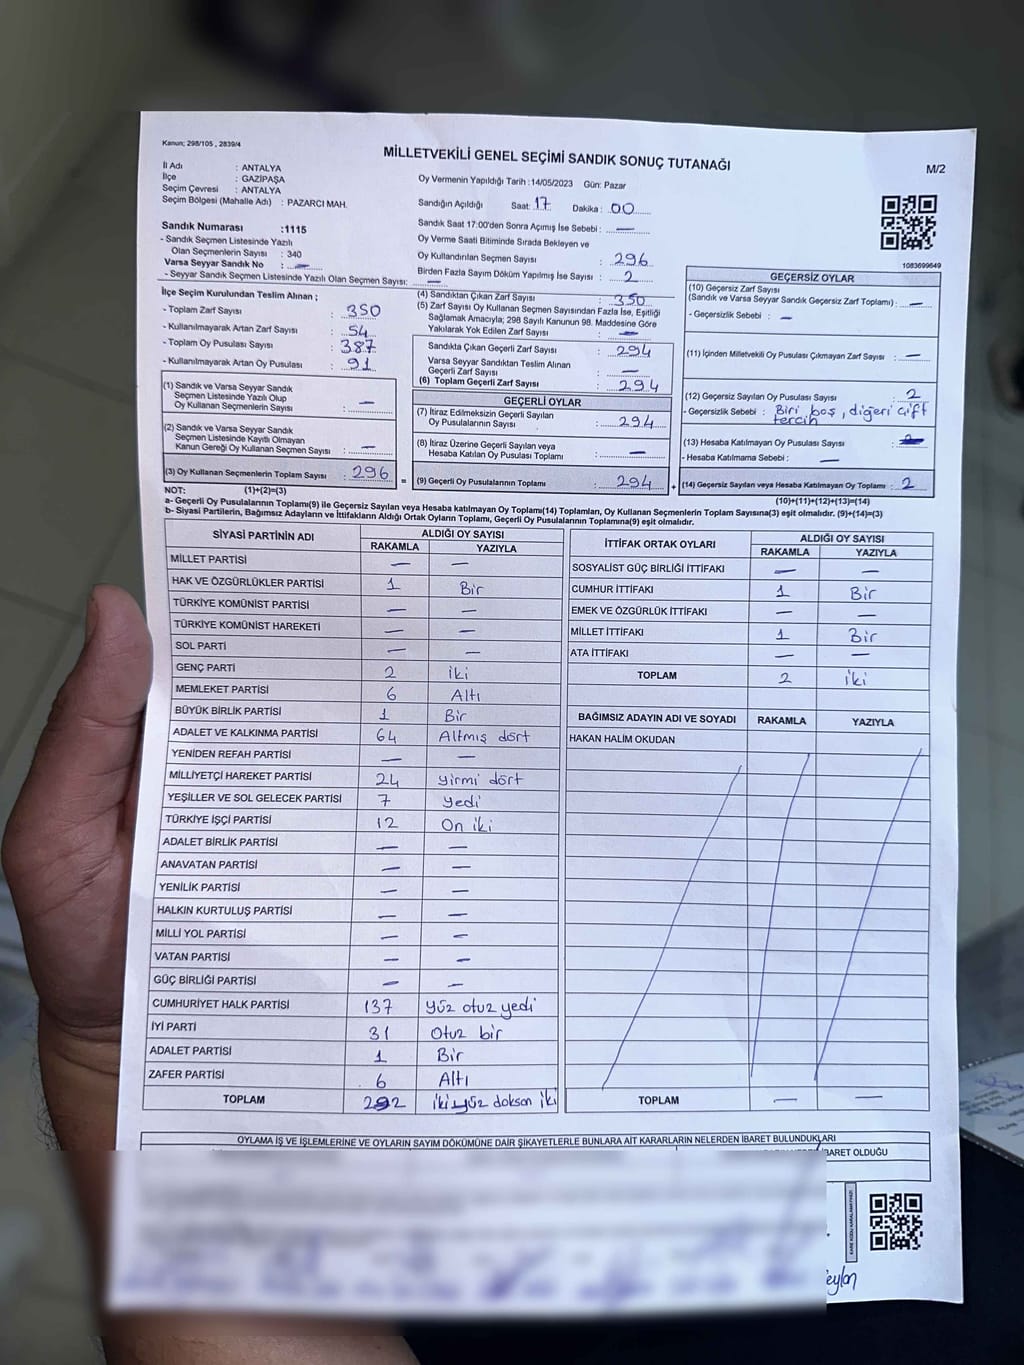 Kanun; 298/105 , 2839/4
MİLLETVEKİLİ GENEL SEÇİMİ SANDIK SONUÇ TUTANAĞI
M/2
İl Adı : ANTALYA
İlçe : GAZİPAŞA
Seçim Çevresi : ANTALYA
Seçim Bölgesi (Mahalle Adı) : PAZARCI MAH.
Sandık Numarası :1115
- Sandık Seçmen Listesinde Yazılı
Olan Seçmenlerin Sayısı : 340
Varsa Seyyar Sandık No : —
- Seyyar Sandık Seçmen Listesinde Yazılı Olan Seçmen Sayısı:
Oy Vermenin Yapıldığı Tarih :14/05/2023 Gün: Pazar
Sandığın Açıldığı Saat: 17 Dakika : 00
Sandık Saat 17:00'den Sonra Açımış İse Sebebi : —
Oy Verme Saati Bitiminde Sırada Bekleyen ve
Oy Kullandırılan Seçmen Sayısı : 296
Birden Fazla Sayım Döküm Yapılmış İse Sayısı : 2
1083699649
İlçe Seçim Kurulundan Teslim Alınan ;
- Toplam Zarf Sayısı : 350
- Kullanılmayarak Artan Zarf Sayısı : 54
- Toplam Oy Pusulası Sayısı : 387
- Kullanılmayarak Artan Oy Pusulası : 91
(1) Sandık ve Varsa Seyyar Sandık
Seçmen Listesinde Yazılı Olup
Oy Kullanan Seçmenlerin Sayısı : —
(2) Sandık ve Varsa Seyyar Sandık
Seçmen Listesinde Kayıtlı Olmayan
Kanun Gereği Oy Kullanan Seçmen Sayısı : —
(3) Oy Kullanan Seçmenlerin Toplam Sayısı : 296
(4) Sandıktan Çıkan Zarf Sayısı : 350
(5) Zarf Sayısı Oy Kullanan Seçmen Sayısından Fazla İse, Eşitliği
Sağlamak Amacıyla; 298 Sayılı Kanunun 98. Maddesine Göre
Yakılarak Yok Edilen Zarf Sayısı : —
Sandıkta Çıkan Geçerli Zarf Sayısı : 294
Varsa Seyyar Sandıktan Teslim Alınan
Geçerli Zarf Sayısı : —
(6) Toplam Geçerli Zarf Sayısı : 294
GEÇERLİ OYLAR
(7) İtiraz Edilmeksizin Geçerli Sayılan
Oy Pusulalarının Sayısı : 294
(8) İtiraz Üzerine Geçerli Sayılan veya
Hesaba Katılan Oy Pusulası Toplamı : —
= (9) Geçerli Oy Pusulalarının Toplamı : 294 +
GEÇERSİZ OYLAR
(10) Geçersiz Zarf Sayısı
(Sandık ve Varsa Seyyar Sandık Geçersiz Zarf Toplamı) : —
- Geçersizlik Sebebi : —
(11) İçinden Milletvekili Oy Pusulası Çıkmayan Zarf Sayısı : —
(12) Geçersiz Sayılan Oy Pusulası Sayısı : 2
- Geçersizlik Sebebi : Biri boş, diğeri çift
tercih
(13) Hesaba Katılmayan Oy Pusulası Sayısı :
- Hesaba Katılmama Sebebi : —
(14) Geçersiz Sayılan veya Hesaba Katılmayan Oy Toplamı : 2
NOT: (1)+(2)=(3) (10)+(11)+(12)+(13)=(14)
a- Geçerli Oy Pusulalarının Toplamı(9) ile Geçersiz Sayılan veya Hesaba katılmayan Oy Toplamı(14) Toplamları, Oy Kullanan Seçmenlerin Toplam Sayısına(3) eşit olmalıdır. (9)+(14)=(3)
b- Siyasi Partilerin, Bağımsız Adayların ve İttifakların Aldığı Ortak Oyların Toplamı, Geçerli Oy Pusulalarının Toplamına(9) eşit olmalıdır.
SİYASİ PARTİNİN ADI ALDIĞI OY SAYISI
RAKAMLA YAZIYLA
MİLLET PARTİSİ — —
HAK VE ÖZGÜRLÜKLER PARTİSİ 1 Bir
TÜRKİYE KOMÜNİST PARTİSİ — —
TÜRKİYE KOMÜNİST HAREKETİ — —
SOL PARTİ — —
GENÇ PARTİ 2 iki
MEMLEKET PARTİSİ 6 Altı
BÜYÜK BİRLİK PARTİSİ 1 Bir
ADALET VE KALKINMA PARTİSİ 64 Altmış dört
YENİDEN REFAH PARTİSİ — —
MİLLİYETÇİ HAREKET PARTİSİ 24 yirmi dört
YEŞİLLER VE SOL GELECEK PARTİSİ 7 yedi
TÜRKİYE İŞÇİ PARTİSİ 12 On iki
ADALET BİRLİK PARTİSİ — —
ANAVATAN PARTİSİ — —
YENİLİK PARTİSİ — —
HALKIN KURTULUŞ PARTİSİ — —
MİLLİ YOL PARTİSİ — —
VATAN PARTİSİ — —
GÜÇ BİRLİĞİ PARTİSİ — —
CUMHURİYET HALK PARTİSİ 137 yüz otuz yedi
İYİ PARTİ 31 Otuz bir
ADALET PARTİSİ 1 Bir
ZAFER PARTİSİ 6 Altı
TOPLAM 292 ikiyüz doksan iki
İTTİFAK ORTAK OYLARI ALDIĞI OY SAYISI
RAKAMLA YAZIYLA
SOSYALİST GÜÇ BİRLİĞİ İTTİFAKI — —
CUMHUR İTTİFAKI 1 Bir
EMEK VE ÖZGÜRLÜK İTTİFAKI — —
MİLLET İTTİFAKI 1 Bir
ATA İTTİFAKI — —
TOPLAM 2 iki
BAĞIMSIZ ADAYIN ADI VE SOYADI RAKAMLA YAZIYLA
HAKAN HALİM OKUDAN
TOPLAM — —
OYLAMA İŞ VE İŞLEMLERİNE VE OYLARIN SAYIM DÖKÜMÜNE DAİR ŞİKAYETLERLE BUNLARA AİT KARARLARIN NELERDEN İBARET BULUNDUKLARI
İBARET OLDUĞU
eylan